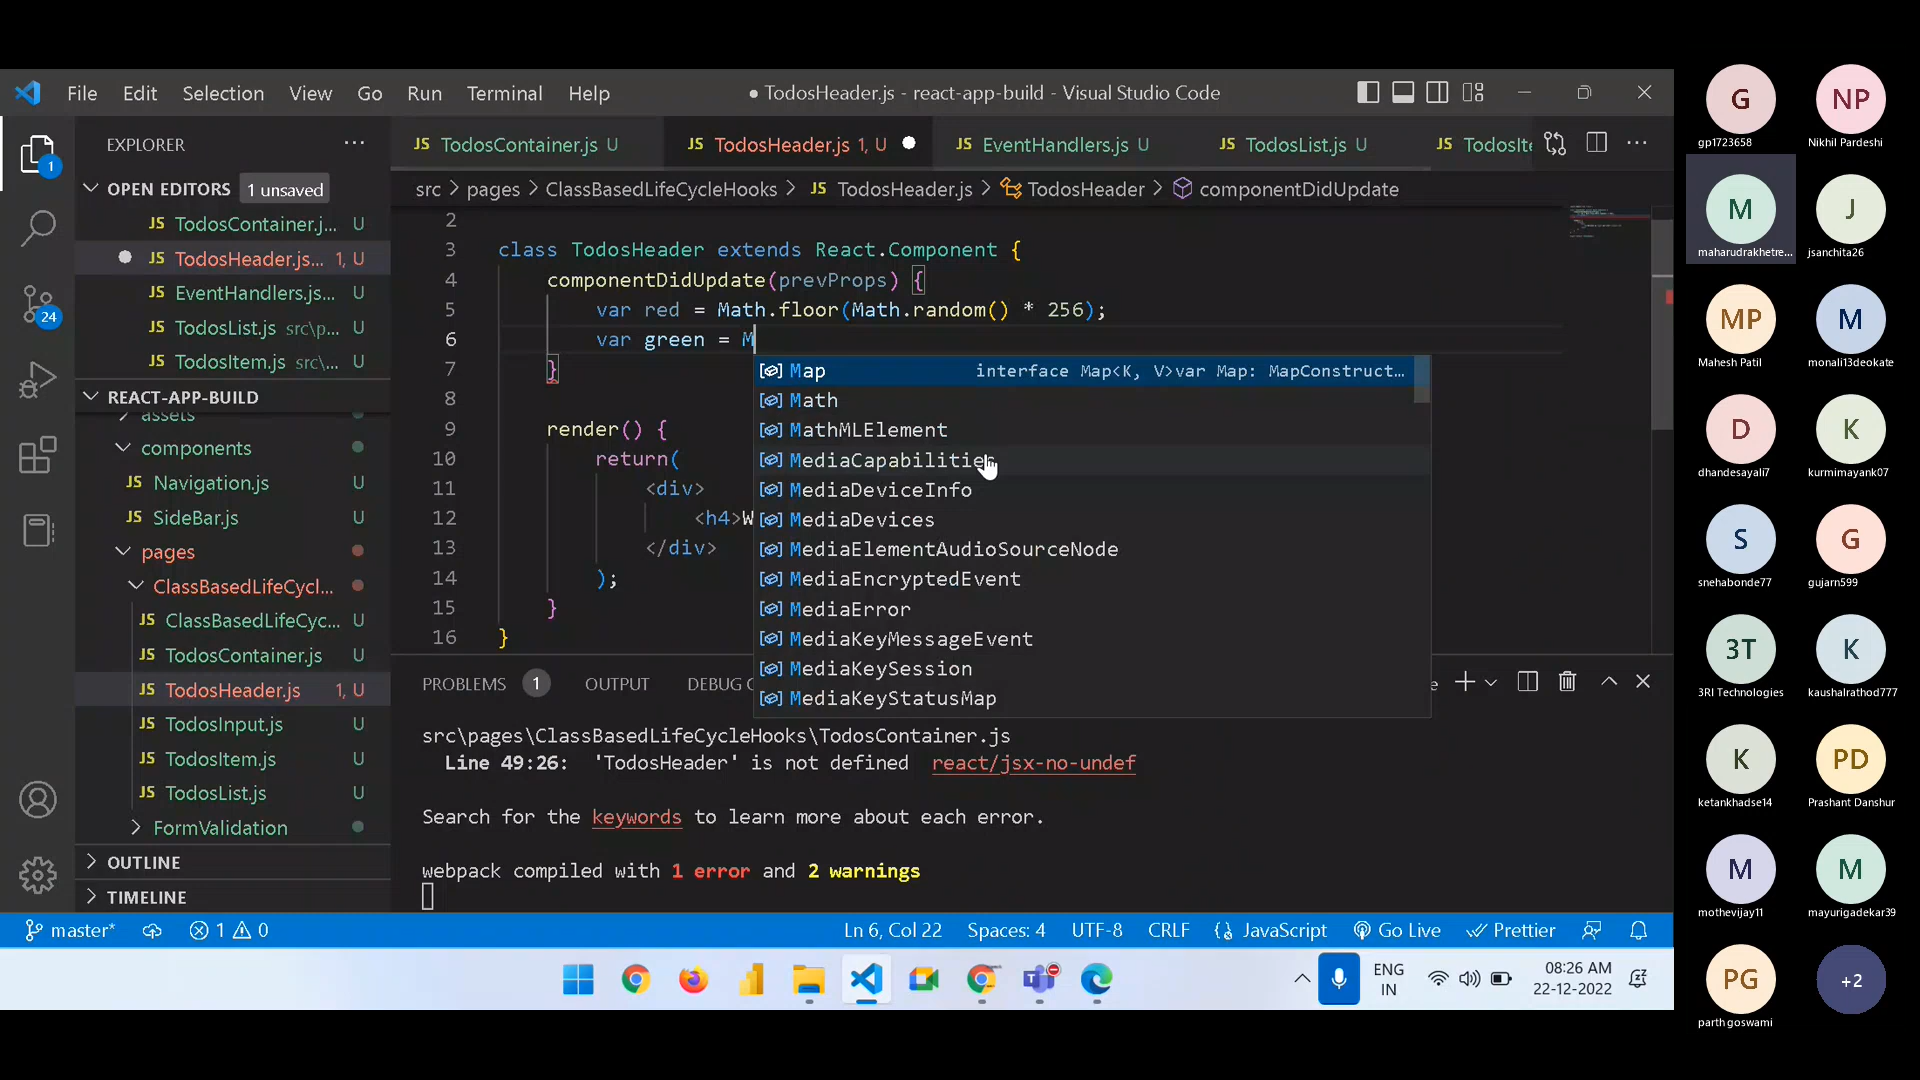 File Edit Selection View Go Run Terminal Help
● TodosHeader.js - react-app-build - Visual Studio Code
EXPLORER
JS TodosContainer.js U
JS TodosHeader.js 1, U
JS EventHandlers.js U
JS TodosList.js U
JS TodosIte
OPEN EDITORS 1 unsaved
JS TodosContainer.j... U
JS TodosHeader.js... 1, U
JS EventHandlers.js... U
JS TodosList.js src\p... U
JS TodosItem.js src\... U
REACT-APP-BUILD
assets
components
JS Navigation.js U
JS SideBar.js U
pages
ClassBasedLifeCycl...
JS ClassBasedLifeCyc... U
JS TodosContainer.js U
JS TodosHeader.js 1, U
JS TodosInput.js U
JS TodosItem.js U
JS TodosList.js U
FormValidation
OUTLINE
TIMELINE
1
24
src > pages > ClassBasedLifeCycleHooks > JS TodosHeader.js > TodosHeader > componentDidUpdate
2
3 class TodosHeader extends React.Component {
4 componentDidUpdate(prevProps) {
5 var red = Math.floor(Math.random() * 256);
6 var green = M
7 }
8
9 render() {
10 return(
11 <div>
12 <h4>W
13 </div>
14 );
15 }
16 }
Map interface Map<K, V>var Map: MapConstruct...
Math
MathMLElement
MediaCapabilities
MediaDeviceInfo
MediaDevices
MediaElementAudioSourceNode
MediaEncryptedEvent
MediaError
MediaKeyMessageEvent
MediaKeySession
MediaKeyStatusMap
PROBLEMS 1 OUTPUT DEBUG C
e
src\pages\ClassBasedLifeCycleHooks\TodosContainer.js
Line 49:26: 'TodosHeader' is not defined react/jsx-no-undef
Search for the keywords to learn more about each error.
webpack compiled with 1 error and 2 warnings
master* 1 0
Ln 6, Col 22 Spaces: 4 UTF-8 CRLF JavaScript Go Live Prettier
ENG
IN
08:26 AM
22-12-2022
G
gp1723658
NP
Nikhil Pardeshi
M
maharudrakhetre...
J
jsanchita26
MP
Mahesh Patil
M
monali13deokate
D
dhandesayali7
K
kurmimayank07
S
snehabonde77
G
gujarn599
3T
3RI Technologies
K
kaushalrathod777
K
ketankhadse14
PD
Prashant Danshur
M
mothevijay11
M
mayurigadekar39
PG
parth goswami
+2